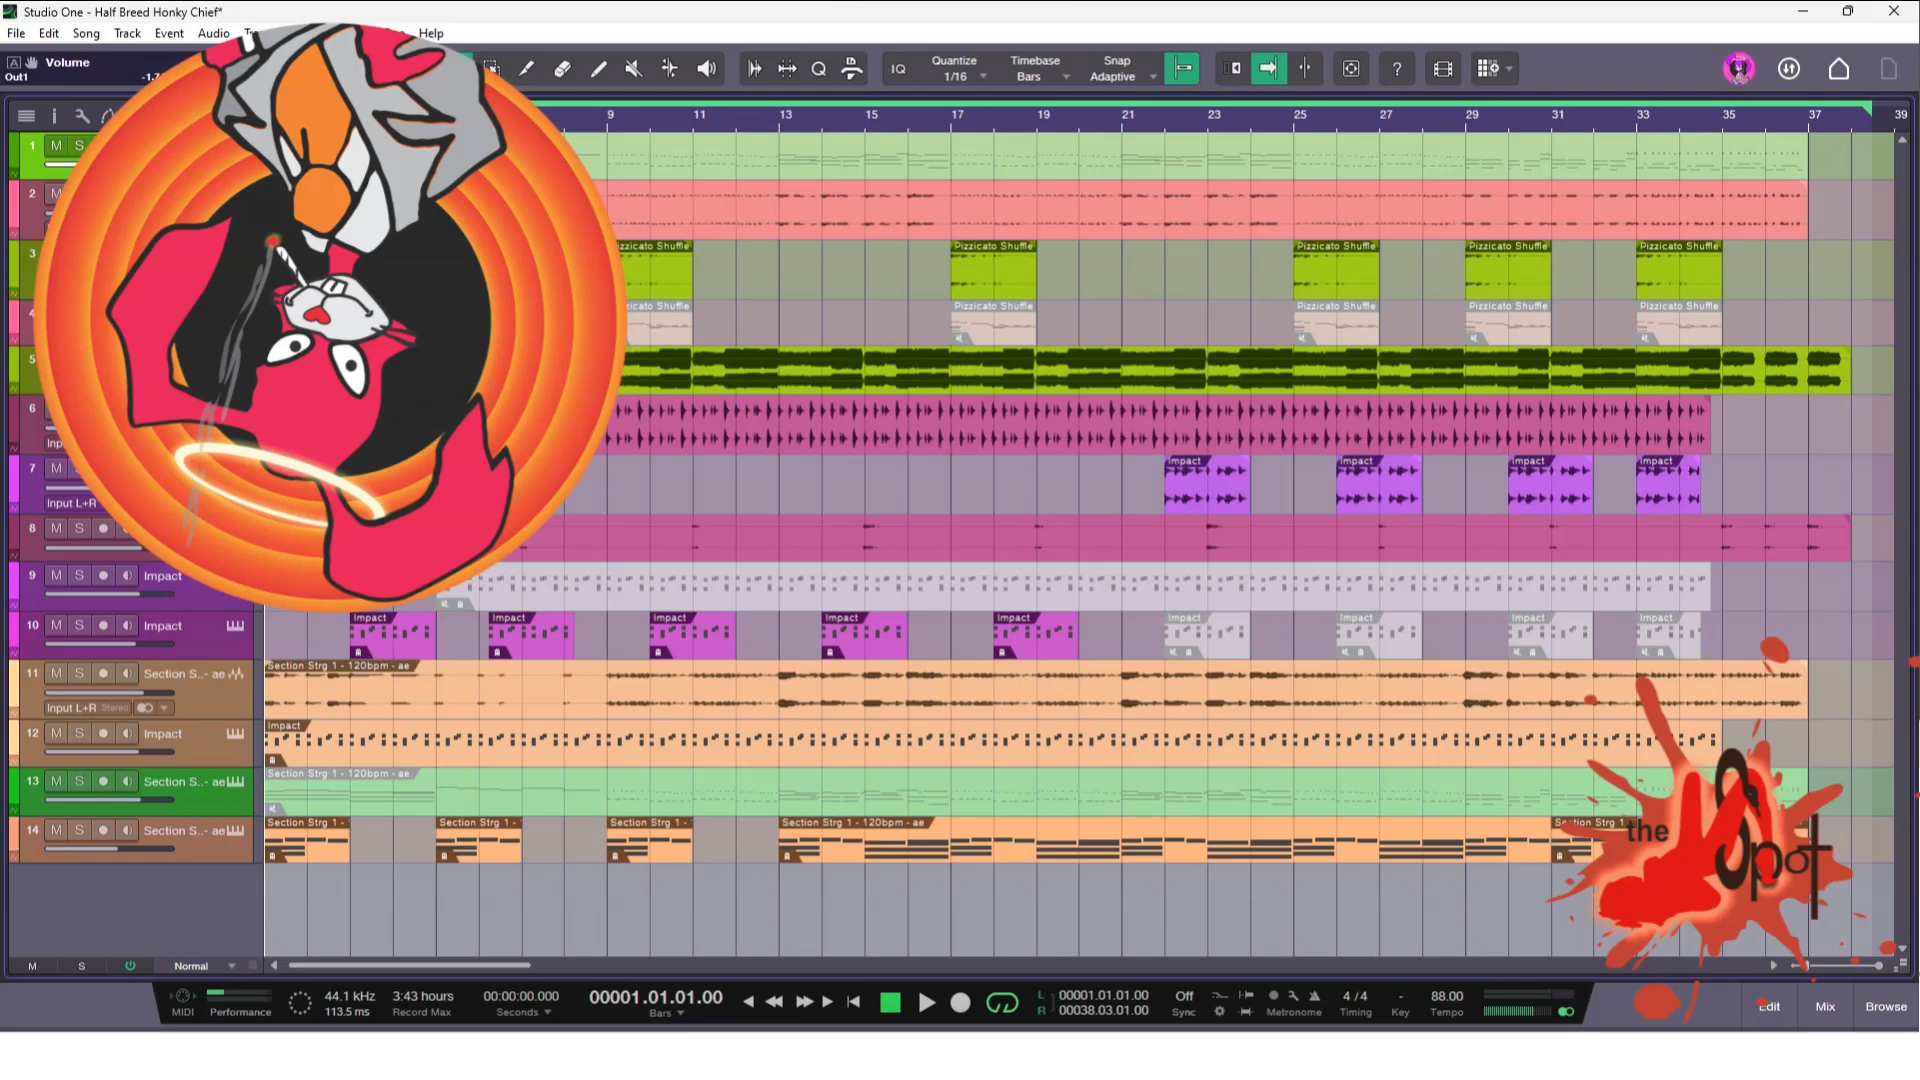 Studio One - Half Breed Honky Chief*
File Edit Song Track Event Audio Help
Volume
Out1
IQ
Quantize
1/16
Timebase
Bars
Snap
Adaptive
?
9 11 13 15 17 19 21 23 25 27 29 31 33 35 37 39
1 M S
2 M
3 Pizzicato Shuffle Pizzicato Shuffle Pizzicato Shuffle Pizzicato Shuffle
Pizzicato Shuffle Pizzicato Shuffle Pizzicato Shuffle Pizzicato Shuffle
5
6
7 M Impact Impact Impact Impact
Input L+R
8 M S
9 M S Impact
10 M S Impact Impact Impact Impact Impact Impact Impact Impact Impact Impact
11 M S Section S..- ae Section Strg 1 - 120bpm - ae
Input L+R Stereo
12 M S Impact Impact
13 M S Section S..- ae Section Strg 1 - 120bpm - ae
14 M S Section S..- ae Section Strg 1 - Section Strg 1 - Section Strg 1 - Section Strg 1 - 120bpm - ae Section Strg 1
the Spot
M S Normal
MIDI Performance
44.1 kHz
113.5 ms
3:43 hours
Record Max
00:00:00.000
Seconds
00001.01.01.00
Bars
L 00001.01.01.00
R 00038.03.01.00
Off
Sync
Metronome
4 / 4
Timing
-
Key
88.00
Tempo
Edit Mix Browse